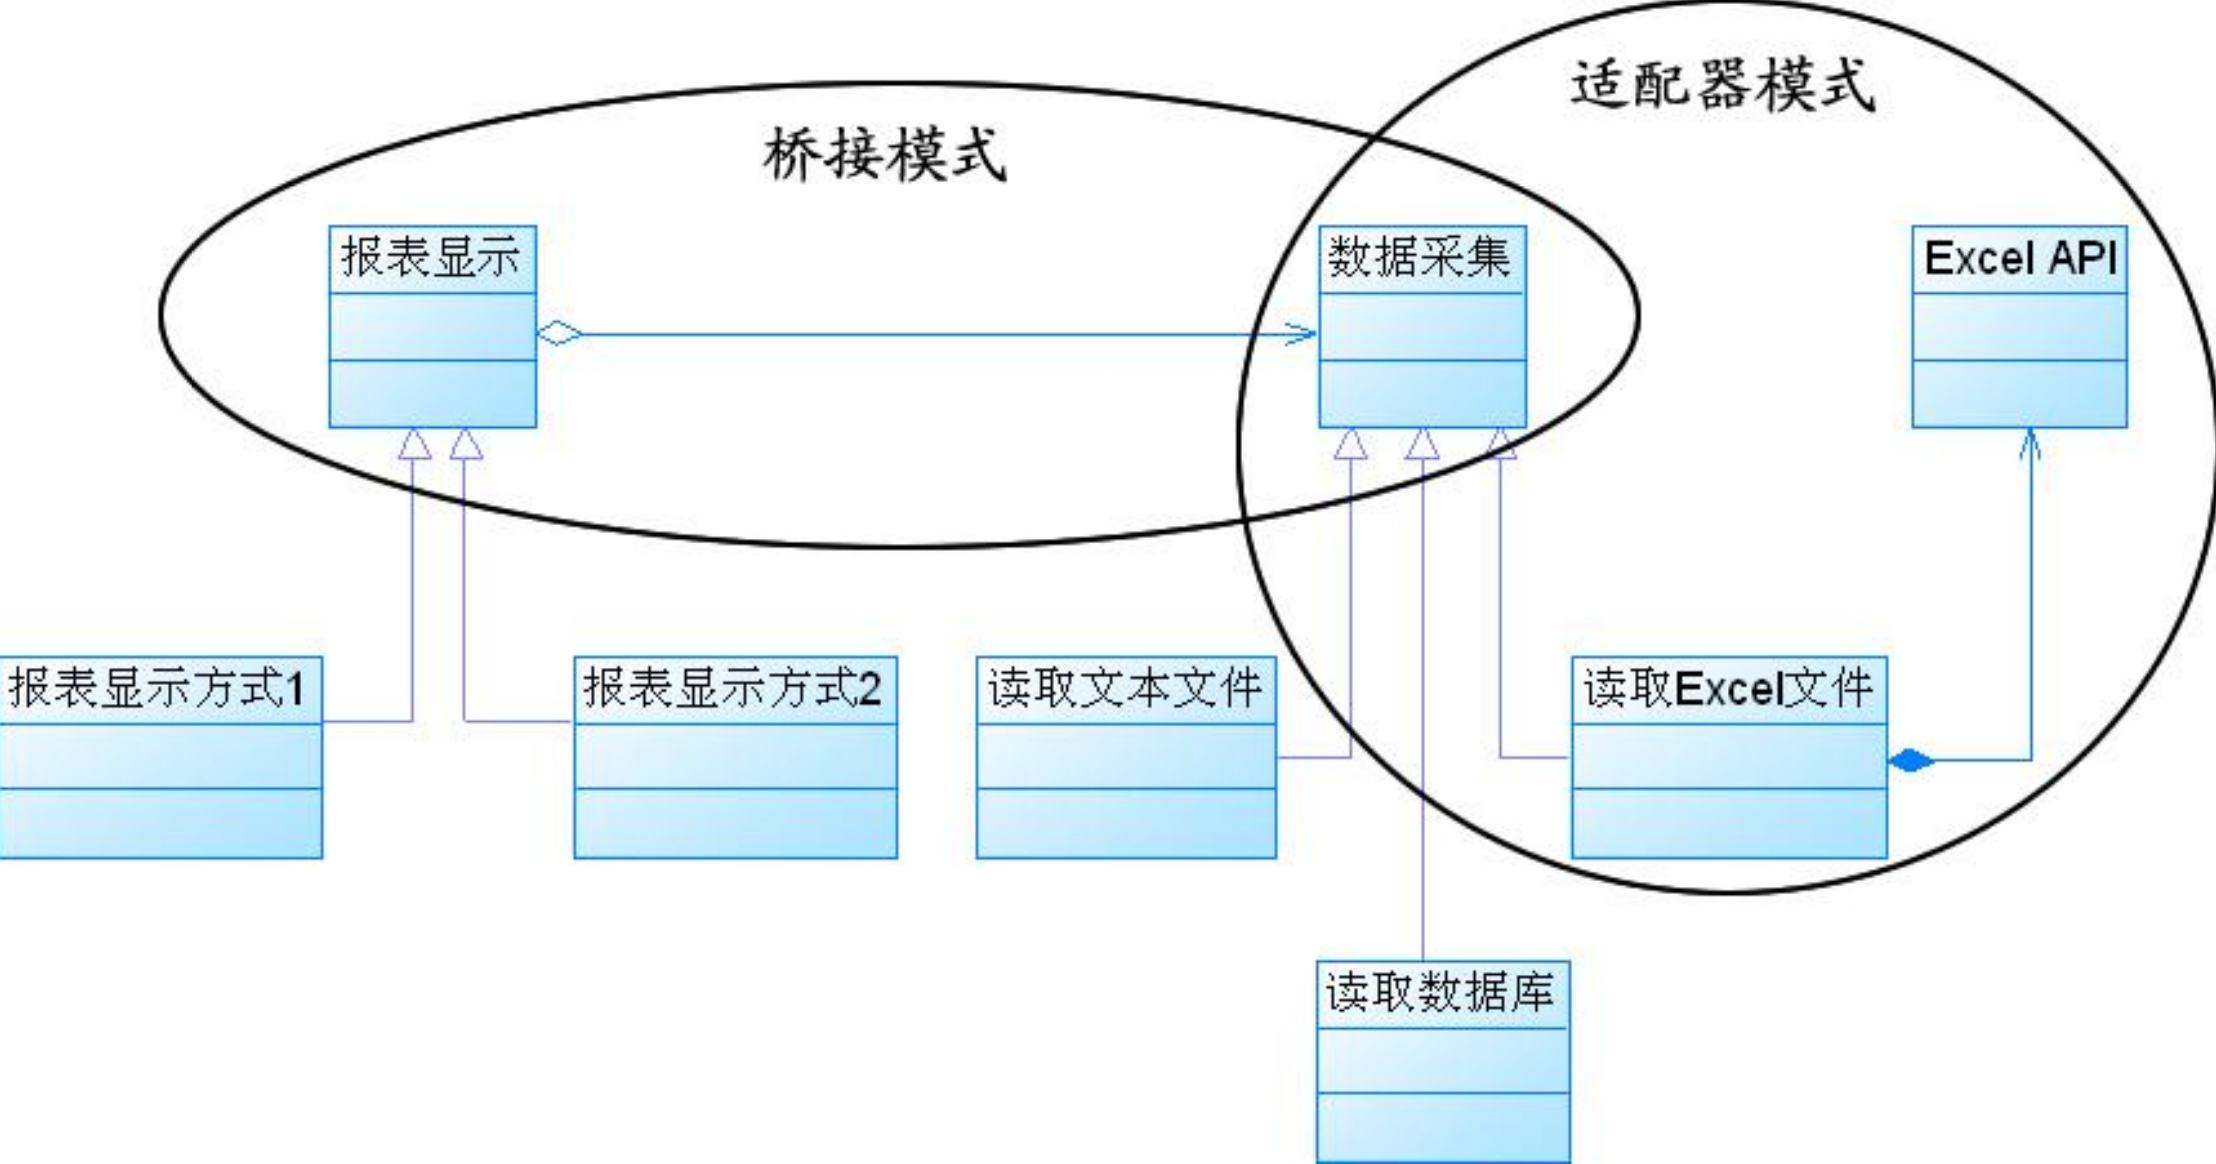 适配器模式
桥接模式
报表显示
数据采集
Excel API
报表显示方式1
报表显示方式2
读取文本文件
读取Excel文件
读取数据库